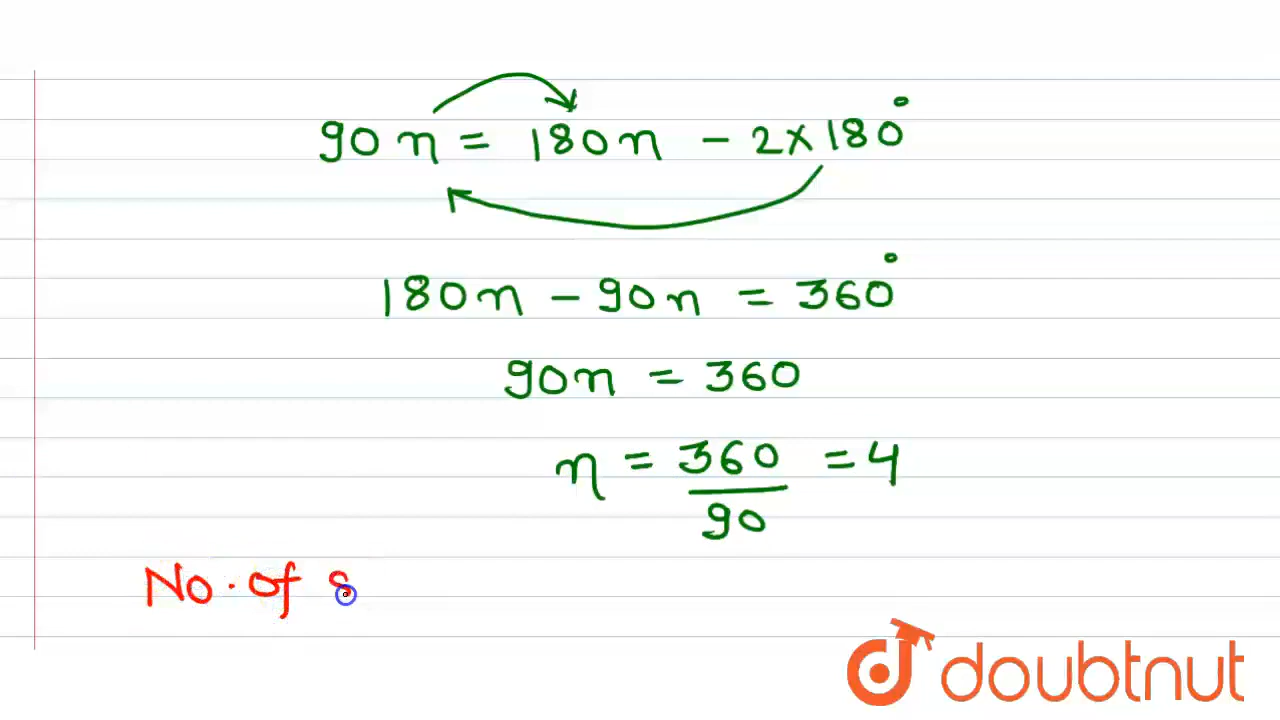 90n = 180n - 2×180°
180n - 90n = 360°
90n = 360
n = 360/90 = 4
No. of s
doubtnut